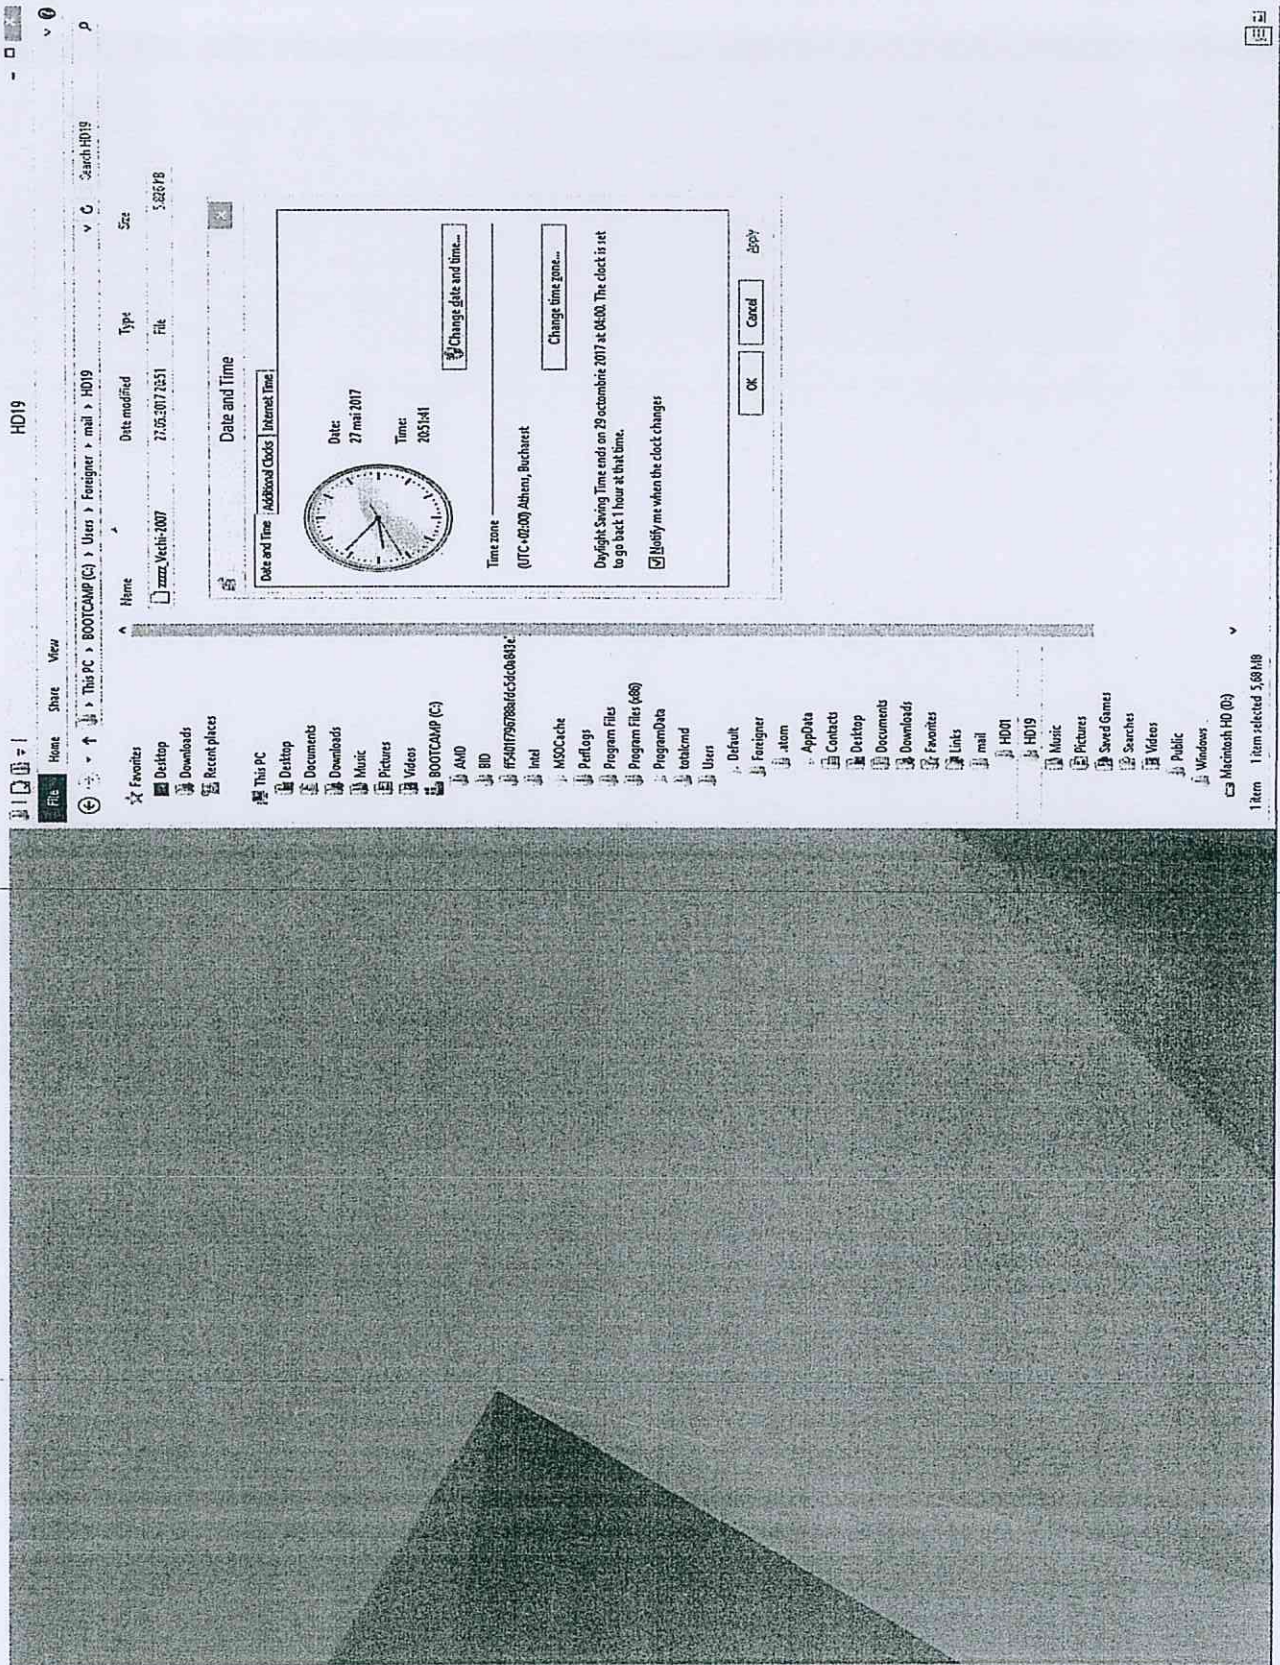 HD19
File Home Share View
This PC > BOOTCAMP (C:) > Users > Foreigner > mail > HD19
Search HD19
Name Date modified Type Size
zzzzz_Vechi-2007 27.05.2017 20:51 File 5.826 KB
Favorites
Desktop
Downloads
Recent places
This PC
Desktop
Documents
Downloads
Music
Pictures
Videos
BOOTCAMP (C:)
AMD
BID
Intel
MSOCache
PerfLogs
Program Files
Program Files (x86)
ProgramData
totalcmd
Users
Default
Foreigner
.atom
AppData
Contacts
Desktop
Documents
Downloads
Favorites
Links
mail
HD01
HD19
Music
Pictures
Saved Games
Searches
Videos
Public
Windows
Macintosh HD (D:)
1 item 1 item selected 5,68 MB
Date and Time
Date and Time Additional Clocks Internet Time
Date:
27 mai 2017
Time:
20:51:41
Change date and time...
Time zone
(UTC+02:00) Athens, Bucharest
Change time zone...
Daylight Saving Time ends on 29 octombrie 2017 at 04:00. The clock is set
to go back 1 hour at that time.
Notify me when the clock changes
OK Cancel Apply